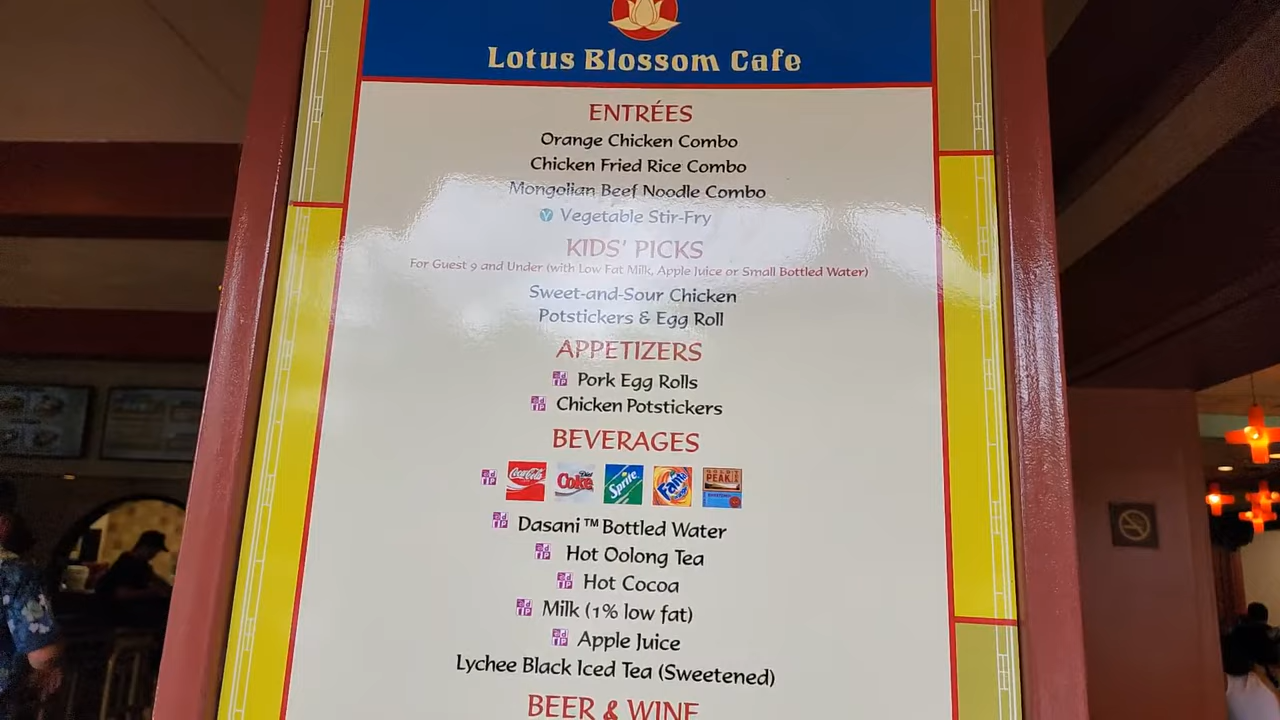 Lotus Blossom Cafe
ENTRÉES
Orange Chicken Combo
Chicken Fried Rice Combo
Mongolian Beef Noodle Combo
V Vegetable Stir-Fry
KIDS' PICKS
For Guest 9 and Under (with Low Fat Milk, Apple Juice or Small Bottled Water)
Sweet-and-Sour Chicken
Potstickers & Egg Roll
APPETIZERS
Pork Egg Rolls
Chicken Potstickers
BEVERAGES
Coca-Cola Diet Coke Sprite Fanta GOLD PEAK
Dasani™ Bottled Water
Hot Oolong Tea
Hot Cocoa
Milk (1% low fat)
Apple Juice
Lychee Black Iced Tea (Sweetened)
BEER & WINE